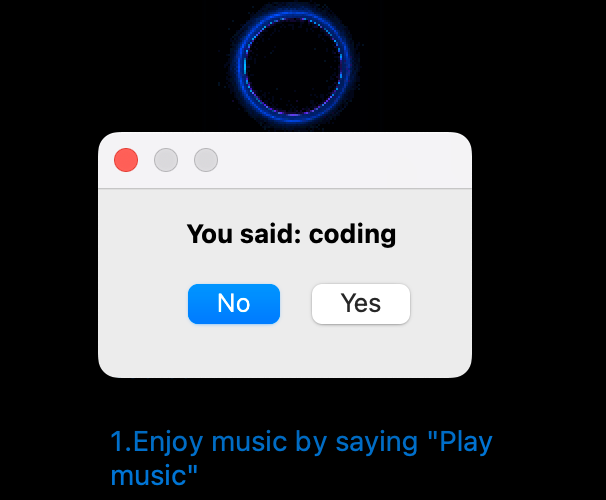 You said: coding
No
Yes
1.Enjoy music by saying "Play
music"